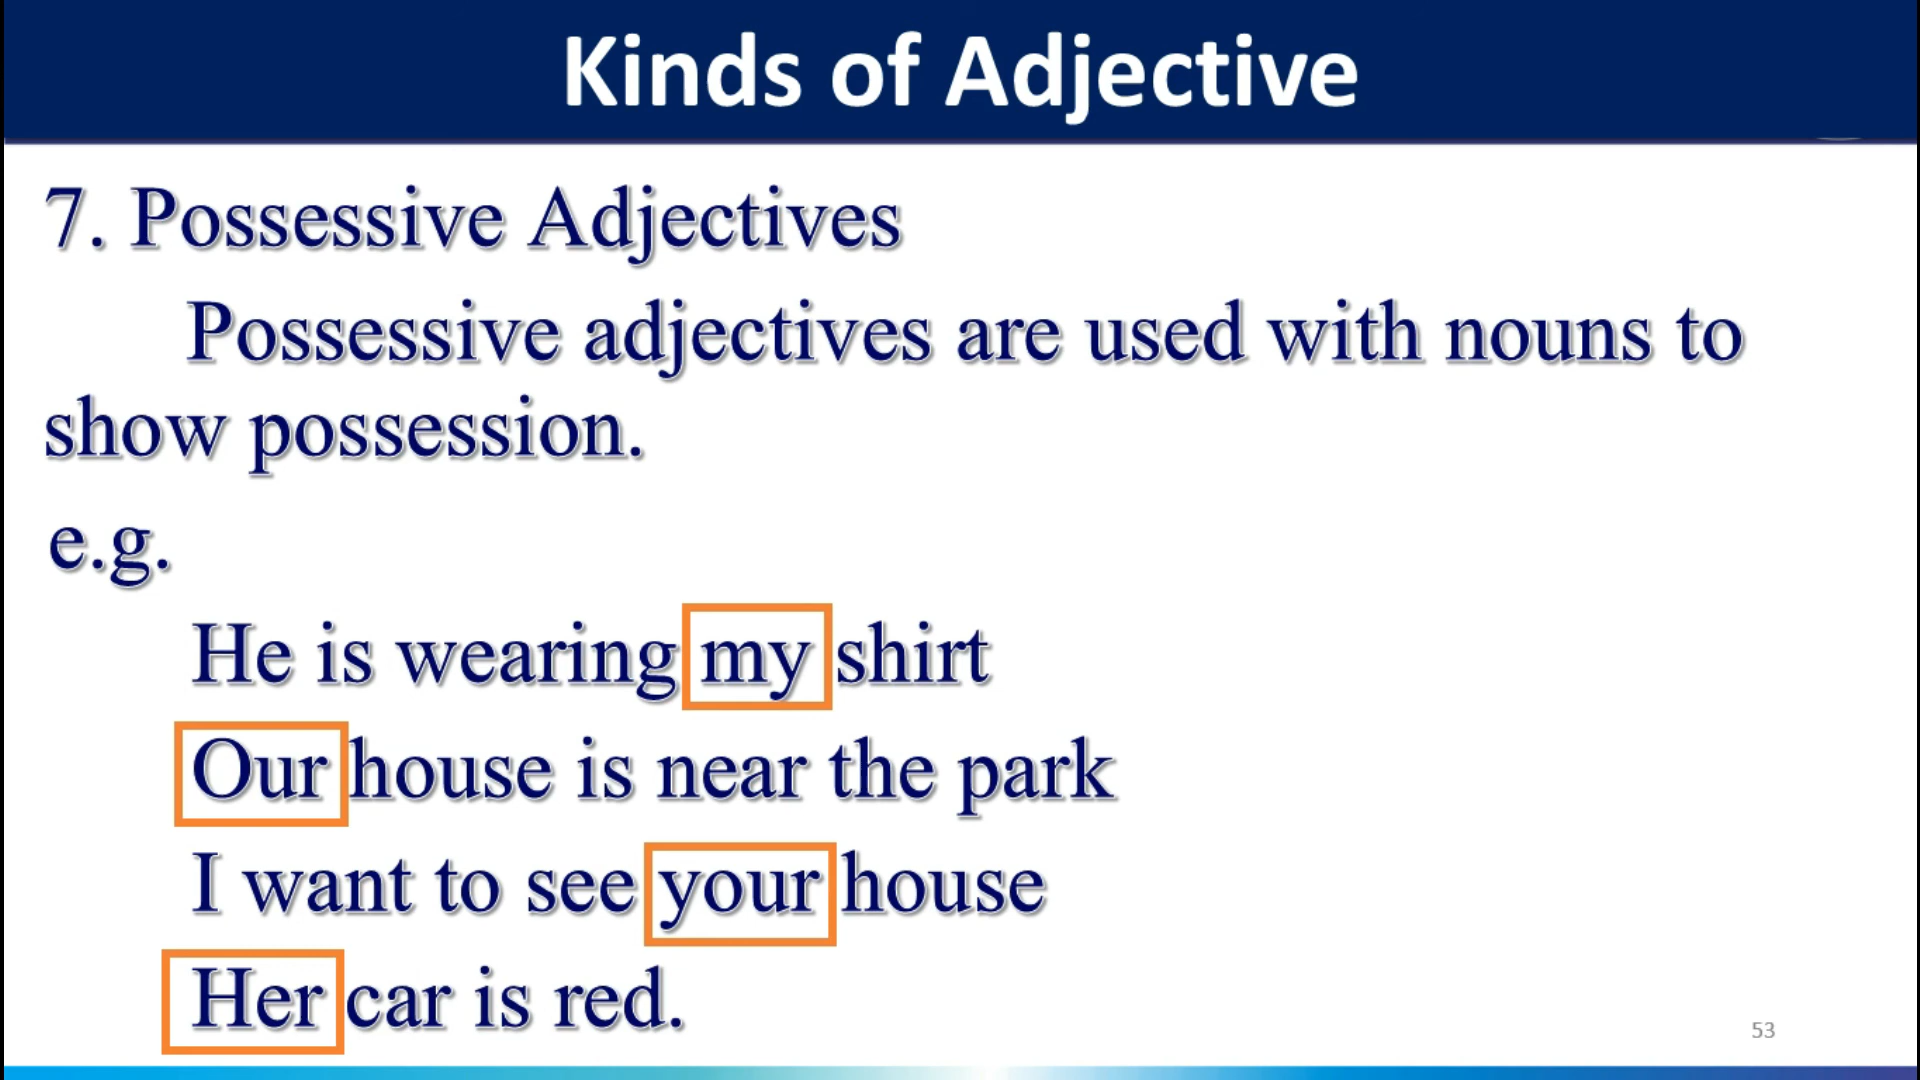 Kinds of Adjective
7. Possessive Adjectives
Possessive adjectives are used with nouns to
show possession.
e.g.
He is wearing my shirt
Our house is near the park
I want to see your house
Her car is red.
53